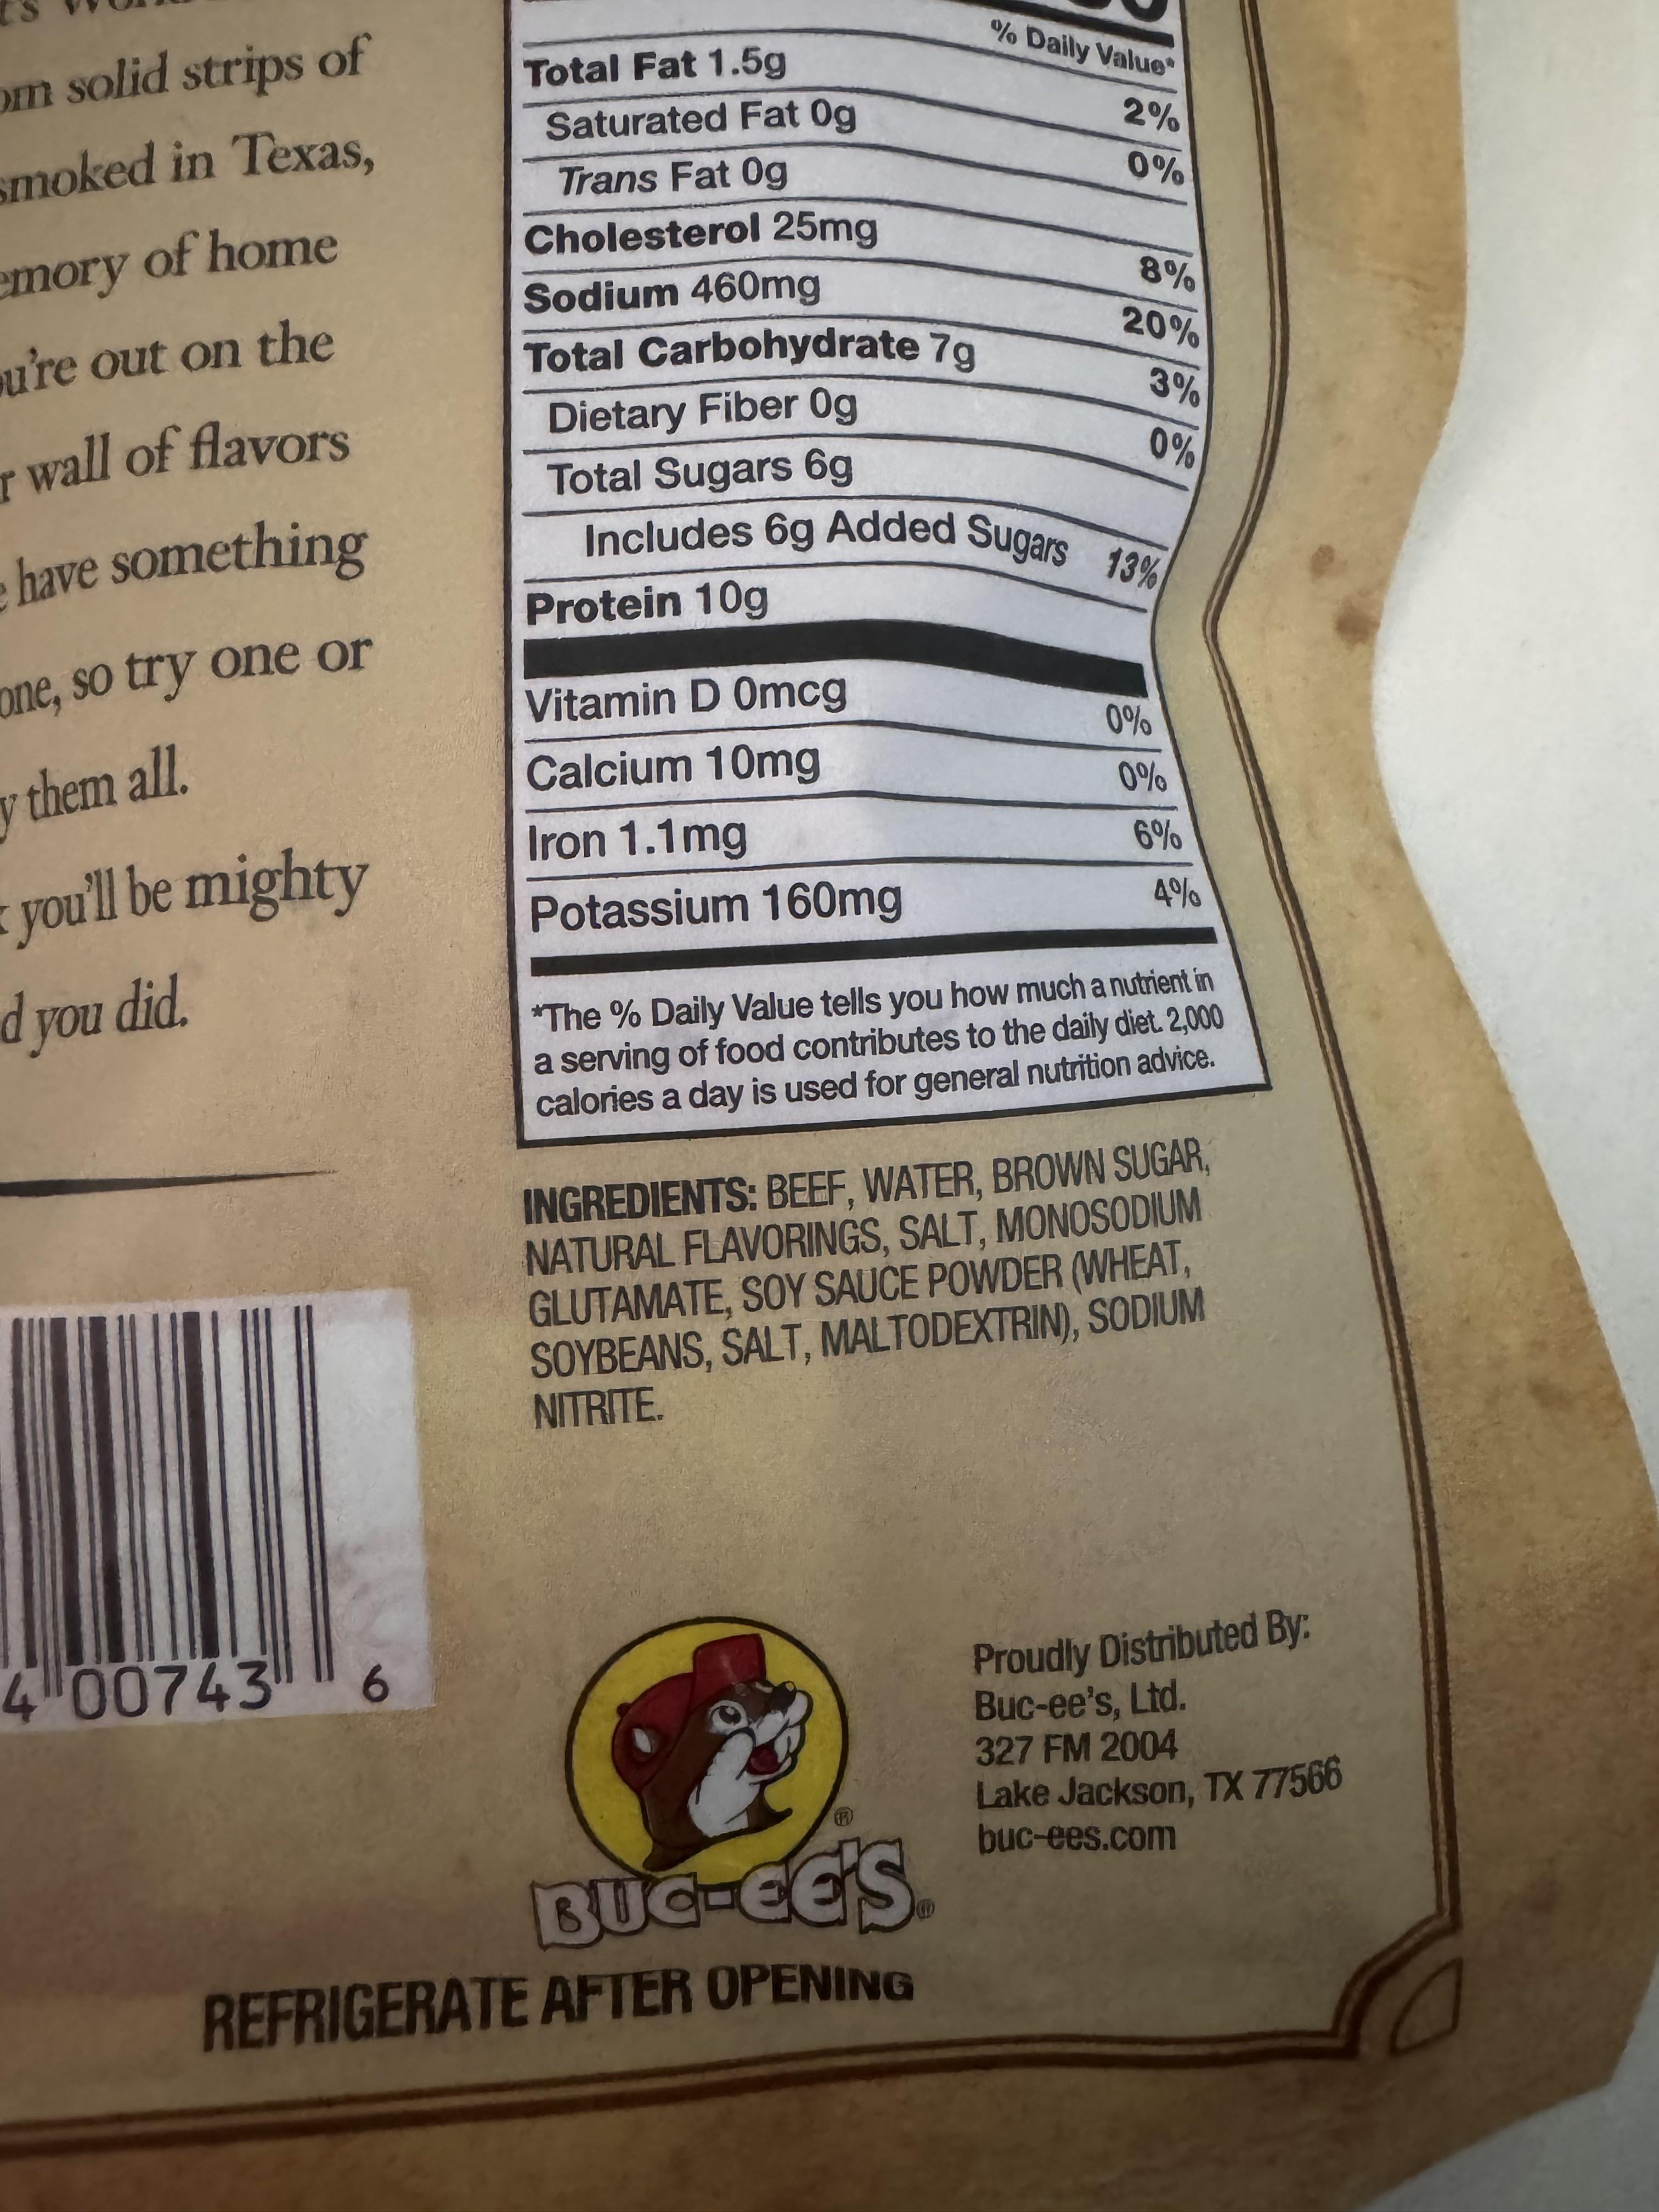 solid strips of
smoked in Texas,
of home
out on the
wall of flavors
have something
one, so try one or
them all.
you'll be mighty
you did.
% Daily Value*
Total Fat 1.5g 2%
Saturated Fat 0g 0%
Trans Fat 0g
Cholesterol 25mg 8%
Sodium 460mg 20%
Total Carbohydrate 7g 3%
Dietary Fiber 0g 0%
Total Sugars 6g
Includes 6g Added Sugars 13%
Protein 10g
Vitamin D 0mcg 0%
Calcium 10mg 0%
Iron 1.1mg 6%
Potassium 160mg 4%
*The % Daily Value tells you how much a nutrient in
a serving of food contributes to the daily diet. 2,000
calories a day is used for general nutrition advice.
INGREDIENTS: BEEF, WATER, BROWN SUGAR,
NATURAL FLAVORINGS, SALT, MONOSODIUM
GLUTAMATE, SOY SAUCE POWDER (WHEAT,
SOYBEANS, SALT, MALTODEXTRIN), SODIUM
NITRITE.
4 00743 6
BUC-EE'S®
Proudly Distributed By:
Buc-ee's, Ltd.
327 FM 2004
Lake Jackson, TX 77566
buc-ees.com
REFRIGERATE AFTER OPENING